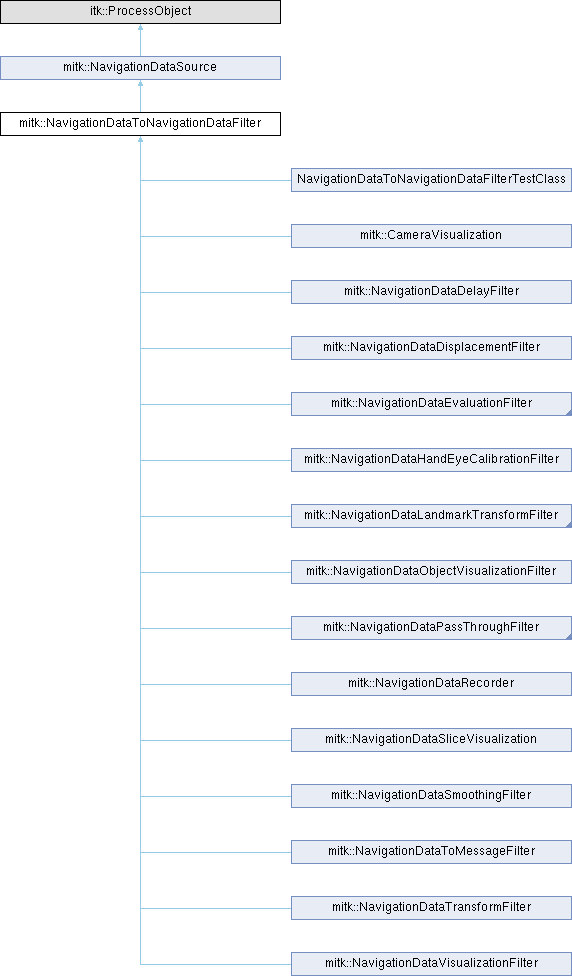 itk::ProcessObject
mitk::NavigationDataSource
mitk::NavigationDataToNavigationDataFilter
NavigationDataToNavigationDataFilterTestClass
mitk::CameraVisualization
mitk::NavigationDataDelayFilter
mitk::NavigationDataDisplacementFilter
mitk::NavigationDataEvaluationFilter
mitk::NavigationDataHandEyeCalibrationFilter
mitk::NavigationDataLandmarkTransformFilter
mitk::NavigationDataObjectVisualizationFilter
mitk::NavigationDataPassThroughFilter
mitk::NavigationDataRecorder
mitk::NavigationDataSliceVisualization
mitk::NavigationDataSmoothingFilter
mitk::NavigationDataToMessageFilter
mitk::NavigationDataTransformFilter
mitk::NavigationDataVisualizationFilter